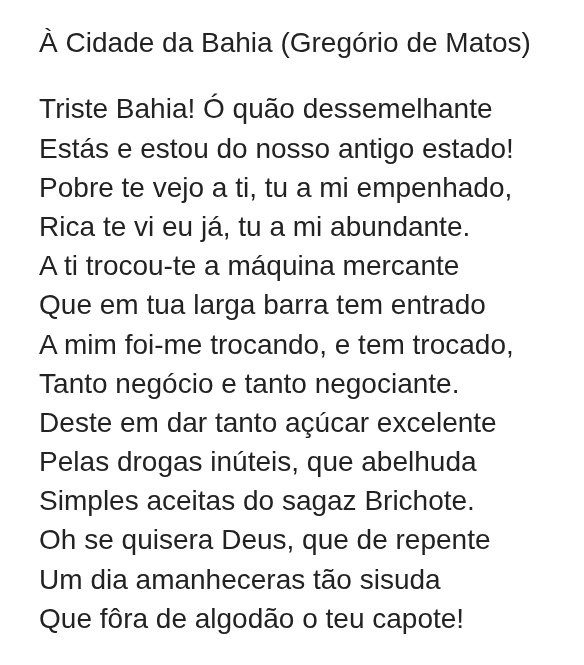 À Cidade da Bahia (Gregório de Matos)
Triste Bahia! Ó quão dessemelhante
Estás e estou do nosso antigo estado!
Pobre te vejo a ti, tu a mi empenhado,
Rica te vi eu já, tu a mi abundante.
A ti trocou-te a máquina mercante
Que em tua larga barra tem entrado
A mim foi-me trocando, e tem trocado,
Tanto negócio e tanto negociante.
Deste em dar tanto açúcar excelente
Pelas drogas inúteis, que abelhuda
Simples aceitas do sagaz Brichote.
Oh se quisera Deus, que de repente
Um dia amanheceras tão sisuda
Que fôra de algodão o teu capote!